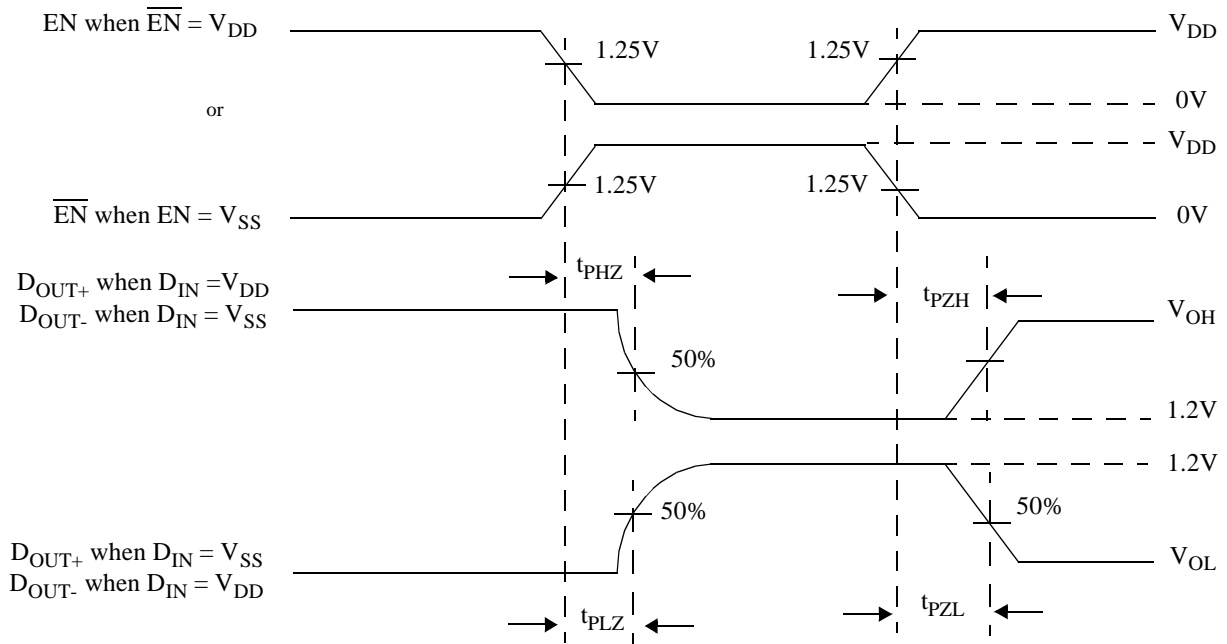 EN when E̅N̅ = VDD
VDD
1.25V 1.25V
or
0V
VDD
1.25V 1.25V
E̅N̅ when EN = VSS
0V
tPHZ
DOUT+ when DIN =VDD
tPZH
DOUT- when DIN = VSS
VOH
50%
1.2V
1.2V
50% 50%
DOUT+ when DIN = VSS
VOL
DOUT- when DIN = VDD
tPLZ tPZL